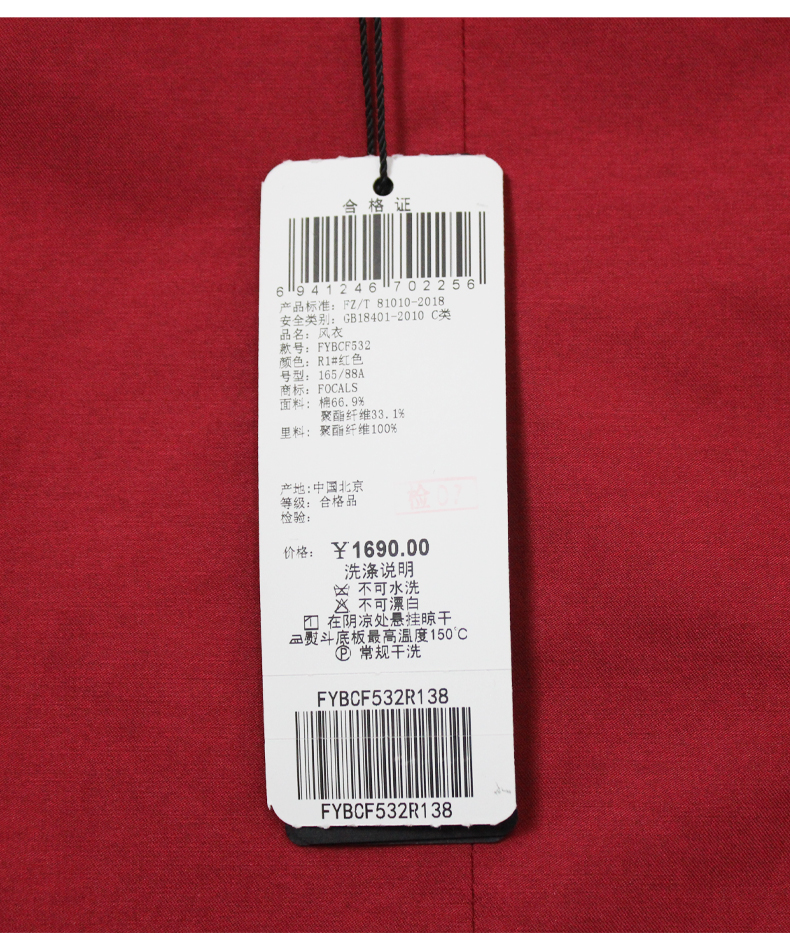 合格证
6 941246 702256
产品标准: FZ/T 81010-2018
安全类别: GB18401-2010 C类
品名: 风衣
款号: FYBCF532
颜色: R1#红色
号型: 165/88A
商标: FOCALS
面料: 棉66.9%
聚酯纤维33.1%
里料: 聚酯纤维100%
产地:中国北京
等级: 合格品
检验:
检 07
价格: ¥1690.00
洗涤说明
不可水洗
不可漂白
在阴凉处悬挂晾干
熨斗底板最高温度150℃
Ⓟ 常规干洗
FYBCF532R138
FYBCF532R138